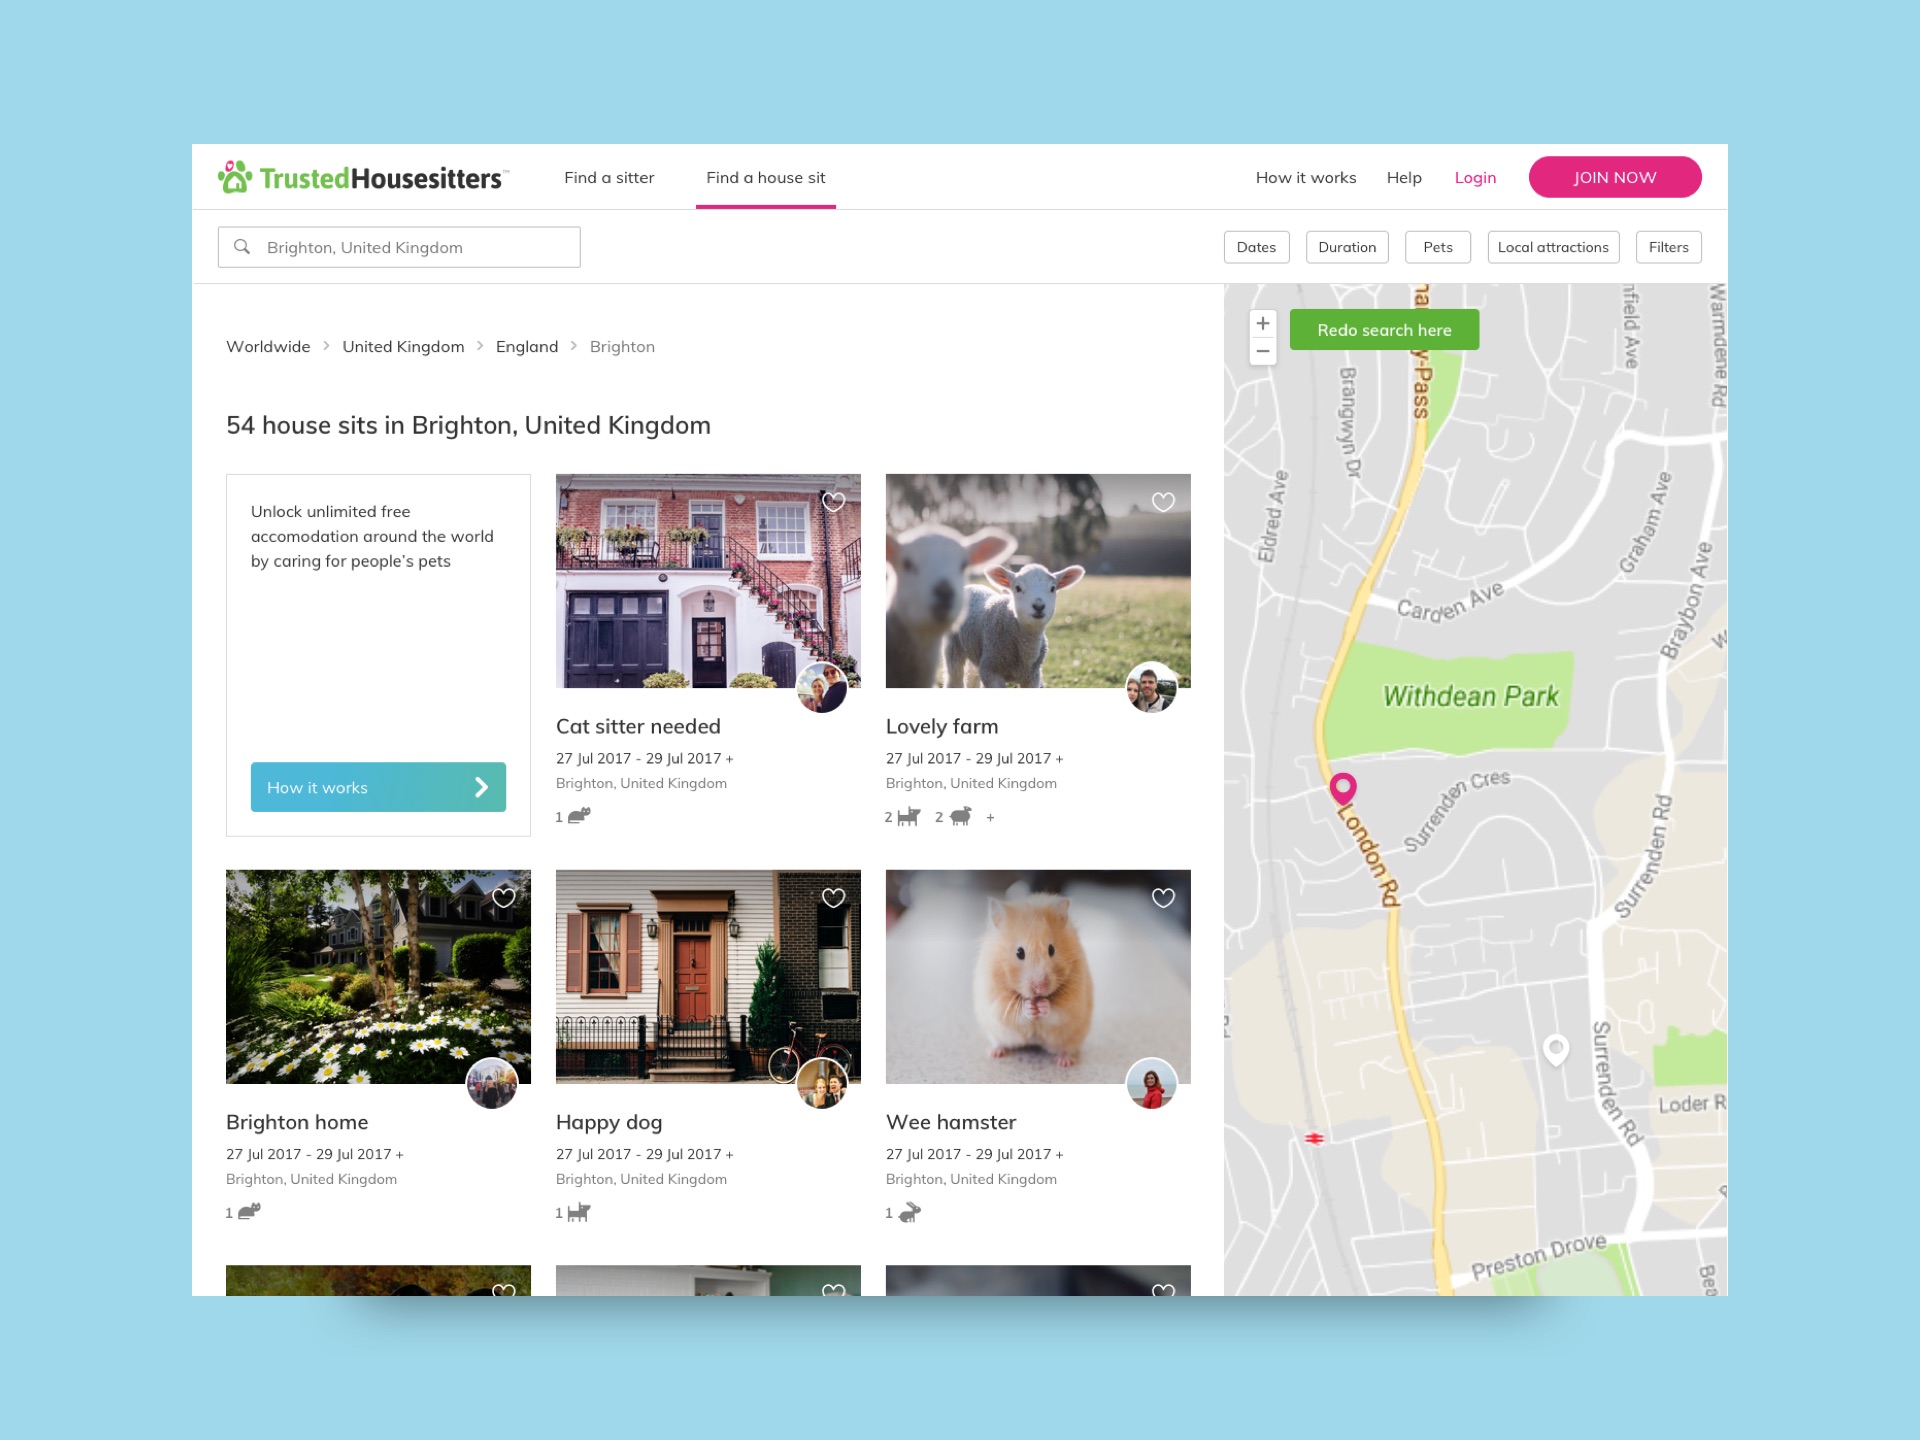 TrustedHousesitters™
Find a sitter
Find a house sit
How it works
Help
Login
JOIN NOW
Brighton, United Kingdom
Dates
Duration
Pets
Local attractions
Filters
Worldwide > United Kingdom > England > Brighton
54 house sits in Brighton, United Kingdom
Unlock unlimited free
accomodation around the world
by caring for people's pets
How it works
Cat sitter needed
27 Jul 2017 - 29 Jul 2017 +
Brighton, United Kingdom
1
Lovely farm
27 Jul 2017 - 29 Jul 2017 +
Brighton, United Kingdom
2 2 +
Brighton home
27 Jul 2017 - 29 Jul 2017 +
Brighton, United Kingdom
1
Happy dog
27 Jul 2017 - 29 Jul 2017 +
Brighton, United Kingdom
1
Wee hamster
27 Jul 2017 - 29 Jul 2017 +
Brighton, United Kingdom
1
+
−
Redo search here
y-Pass
Brangwyn Dr
nfield Ave
Warmdene Rd
Eldred Ave
Graham Ave
Carden Ave
Braybon Ave
Withdean Park
Surrenden Cres
London Rd
Surrenden Rd
Surrenden Rd
Loder R
Preston Drove